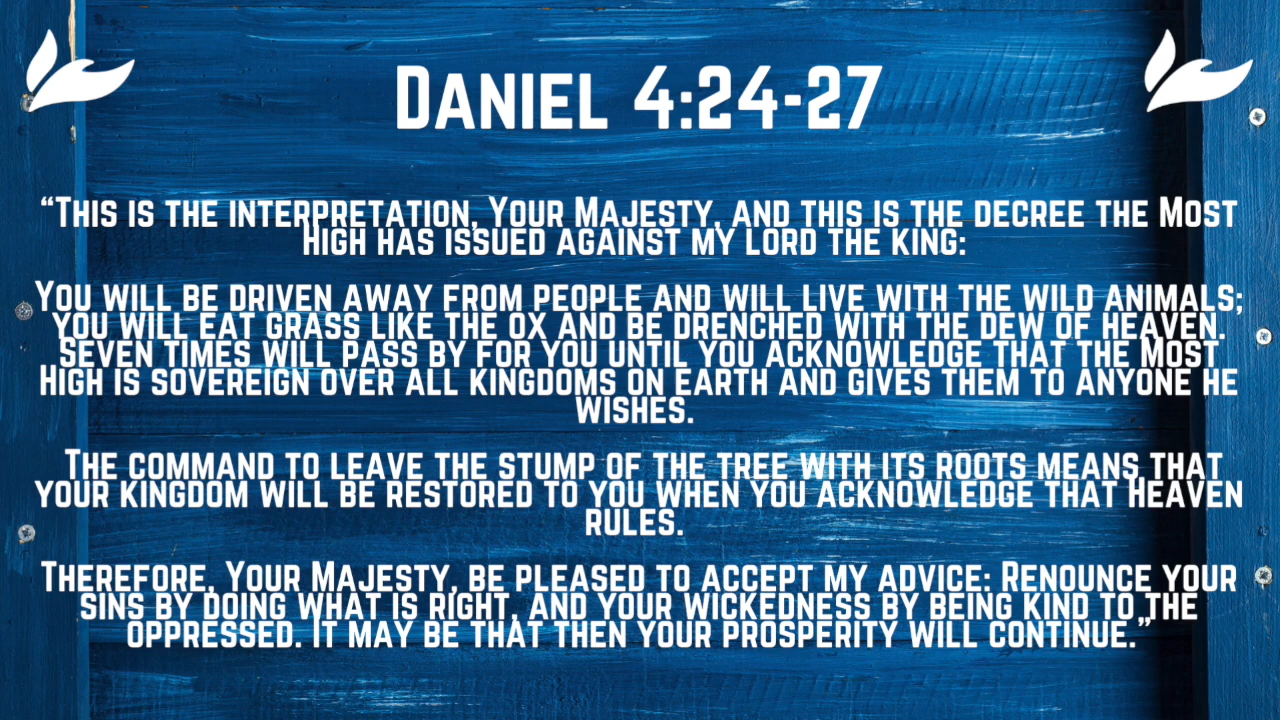 Daniel 4:24-27
“This is the interpretation, Your Majesty, and this is the decree the Most
High has issued against my lord the king:
You will be driven away from people and will live with the wild animals;
you will eat grass like the ox and be drenched with the dew of heaven.
Seven times will pass by for you until you acknowledge that the Most
High is sovereign over all kingdoms on earth and gives them to anyone he
wishes.
The command to leave the stump of the tree with its roots means that
your kingdom will be restored to you when you acknowledge that Heaven
rules.
Therefore, Your Majesty, be pleased to accept my advice: Renounce your
sins by doing what is right, and your wickedness by being kind to the
oppressed. It may be that then your prosperity will continue.”